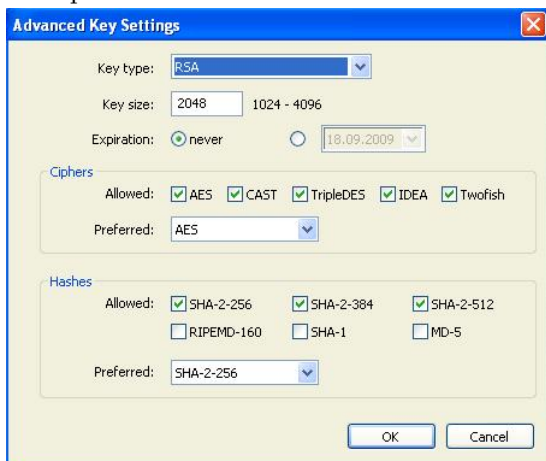 Advanced Key Settings
Key type: RSA
Key size: 2048 1024 - 4096
Expiration: never 18.09.2009
Ciphers
Allowed: AES CAST TripleDES IDEA Twofish
Preferred: AES
Hashes
Allowed: SHA-2-256 SHA-2-384 SHA-2-512
RIPEMD-160 SHA-1 MD-5
Preferred: SHA-2-256
OK Cancel